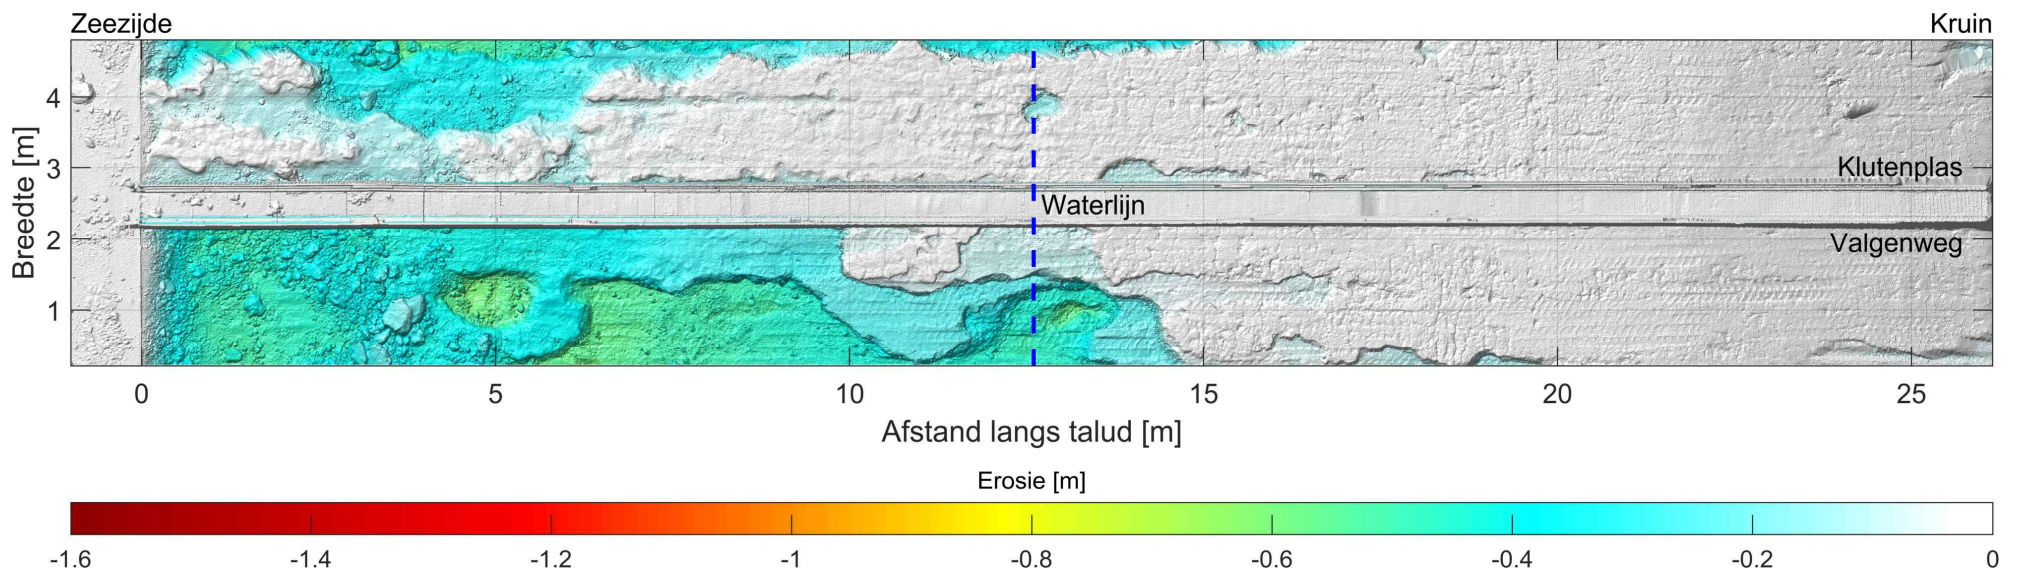 Zeezijde Kruin
4
3
2
1
Breedte [m]
Klutenplas
Waterlijn
Valgenweg
0 5 10 15 20 25
Afstand langs talud [m]
Erosie [m]
-1.6 -1.4 -1.2 -1 -0.8 -0.6 -0.4 -0.2 0